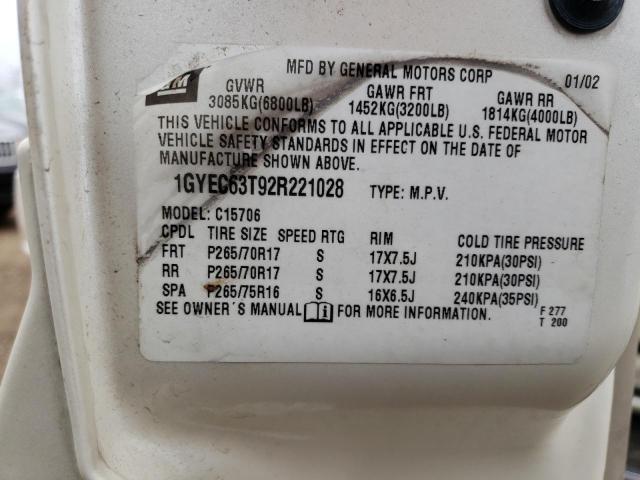 GM
MFD BY GENERAL MOTORS CORP 01/02
GVWR GAWR FRT GAWR RR
3085KG(6800LB) 1452KG(3200LB) 1814KG(4000LB)
THIS VEHICLE CONFORMS TO ALL APPLICABLE U.S. FEDERAL MOTOR
VEHICLE SAFETY STANDARDS IN EFFECT ON THE DATE OF
MANUFACTURE SHOWN ABOVE.
1GYEC63T92R221028 TYPE: M.P.V.
MODEL: C15706
CPDL TIRE SIZE SPEED RTG RIM COLD TIRE PRESSURE
FRT P265/70R17 S 17X7.5J 210KPA(30PSI)
RR P265/70R17 S 17X7.5J 210KPA(30PSI)
SPA P265/75R16 S 16X6.5J 240KPA(35PSI)
SEE OWNER'S MANUAL i FOR MORE INFORMATION. F 277
T 200